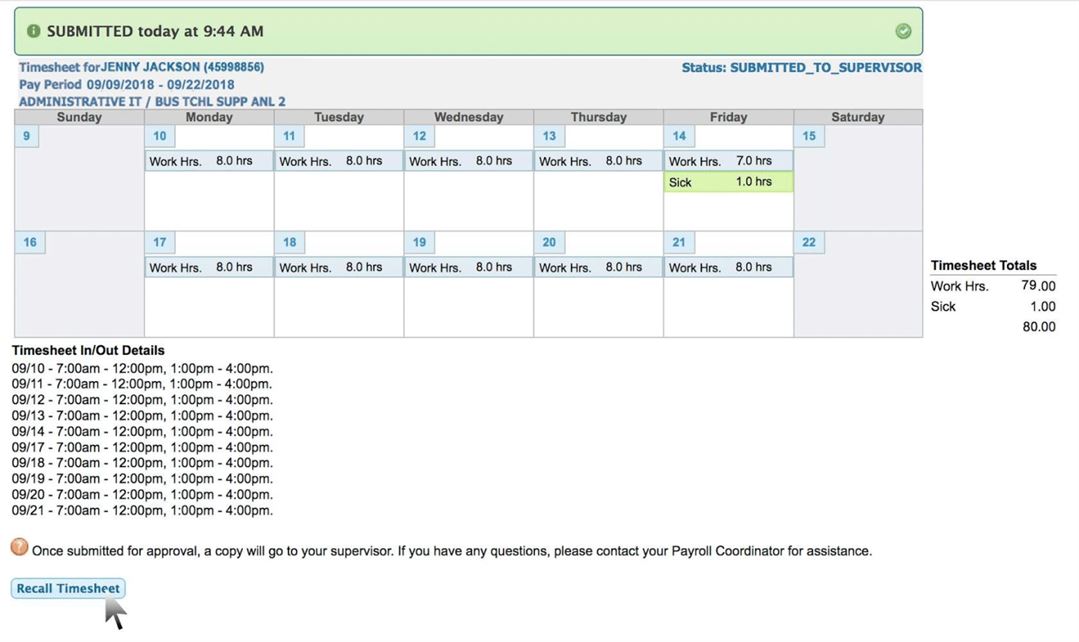 SUBMITTED today at 9:44 AM
Timesheet for JENNY JACKSON (45998856)
Status: SUBMITTED_TO_SUPERVISOR
Pay Period 09/09/2018 - 09/22/2018
ADMINISTRATIVE IT / BUS TCHL SUPP ANL 2
Sunday Monday Tuesday Wednesday Thursday Friday Saturday
9 10 11 12 13 14 15
Work Hrs. 8.0 hrs Work Hrs. 8.0 hrs Work Hrs. 8.0 hrs Work Hrs. 8.0 hrs Work Hrs. 7.0 hrs
Sick 1.0 hrs
16 17 18 19 20 21 22
Work Hrs. 8.0 hrs Work Hrs. 8.0 hrs Work Hrs. 8.0 hrs Work Hrs. 8.0 hrs Work Hrs. 8.0 hrs
Timesheet Totals
Work Hrs. 79.00
Sick 1.00
80.00
Timesheet In/Out Details
09/10 - 7:00am - 12:00pm, 1:00pm - 4:00pm.
09/11 - 7:00am - 12:00pm, 1:00pm - 4:00pm.
09/12 - 7:00am - 12:00pm, 1:00pm - 4:00pm.
09/13 - 7:00am - 12:00pm, 1:00pm - 4:00pm.
09/14 - 7:00am - 12:00pm, 1:00pm - 4:00pm.
09/17 - 7:00am - 12:00pm, 1:00pm - 4:00pm.
09/18 - 7:00am - 12:00pm, 1:00pm - 4:00pm.
09/19 - 7:00am - 12:00pm, 1:00pm - 4:00pm.
09/20 - 7:00am - 12:00pm, 1:00pm - 4:00pm.
09/21 - 7:00am - 12:00pm, 1:00pm - 4:00pm.
Once submitted for approval, a copy will go to your supervisor. If you have any questions, please contact your Payroll Coordinator for assistance.
Recall Timesheet